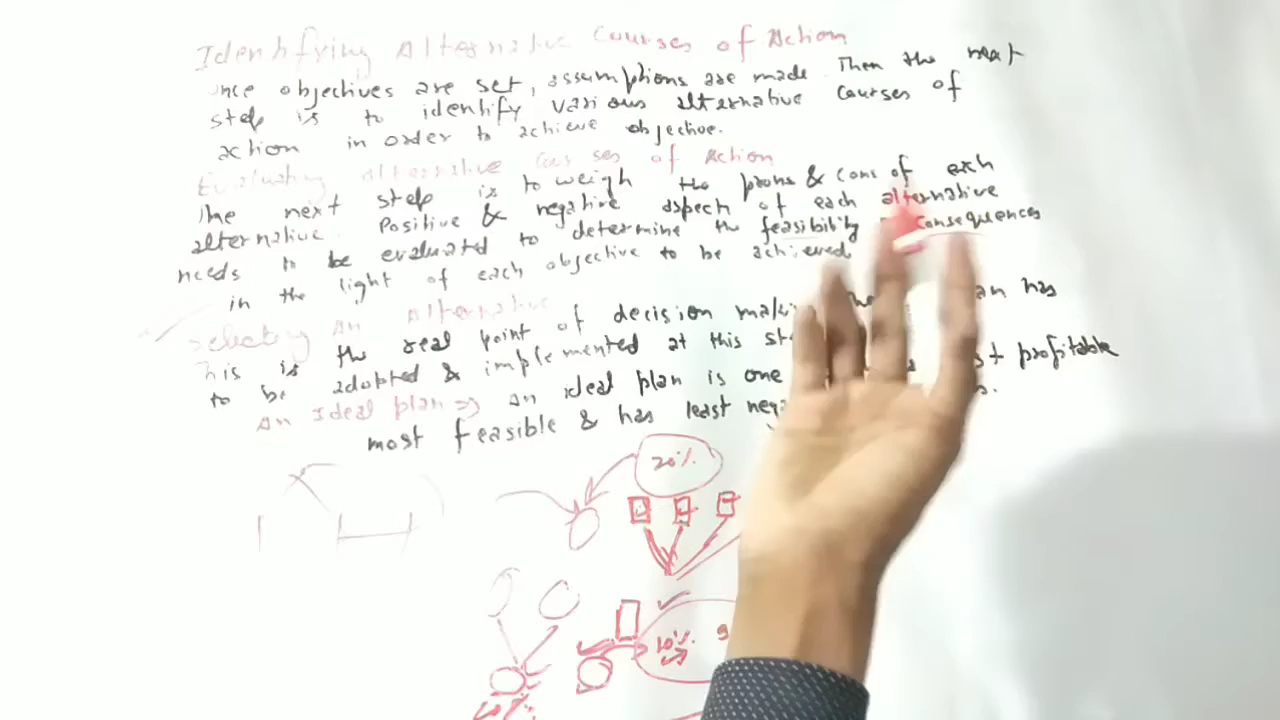 Identifying Alternative Courses of Action
once objectives are set, assumptions are made. Then the next
step is to identify various alternative courses of
action in order to achieve objective.
Evaluating alternative Courses of Action
The next step is to weigh the prons & cons of each
alternative. Positive & negative aspect of each alternative
needs to be evaluated to determine the feasibility consequences
in the light of each objective to be achieved
Selecting An Alternative
This is the real point of decision has
to be adopted & implemented at this
An Ideal plan => An ideal plan is one profitable
most feasible & has least
20%
10%